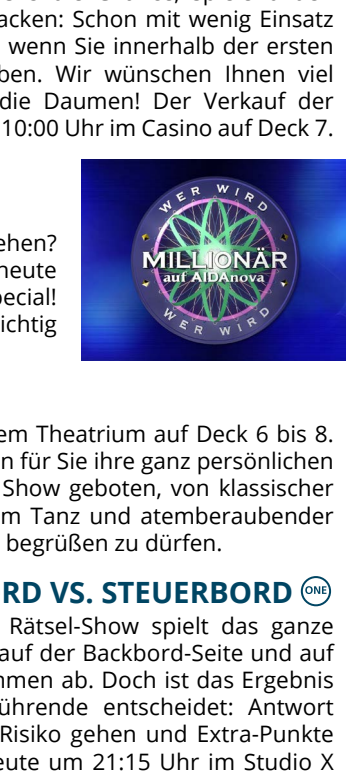 acken: Schon mit wenig Einsatz
wenn Sie innerhalb der ersten
ben. Wir wünschen Ihnen viel
die Daumen! Der Verkauf der
10:00 Uhr im Casino auf Deck 7.
WER WIRD
MILLIONÄR
auf AIDAnova
WER WIRD
ehen?
heute
pecial!
ichtig
em Theatrium auf Deck 6 bis 8.
n für Sie ihre ganz persönlichen
Show geboten, von klassischer
m Tanz und atemberaubender
begrüßen zu dürfen.
RD VS. STEUERBORD ONE
Rätsel-Show spielt das ganze
auf der Backbord-Seite und auf
mmen ab. Doch ist das Ergebnis
ührende entscheidet: Antwort
Risiko gehen und Extra-Punkte
eute um 21:15 Uhr im Studio X